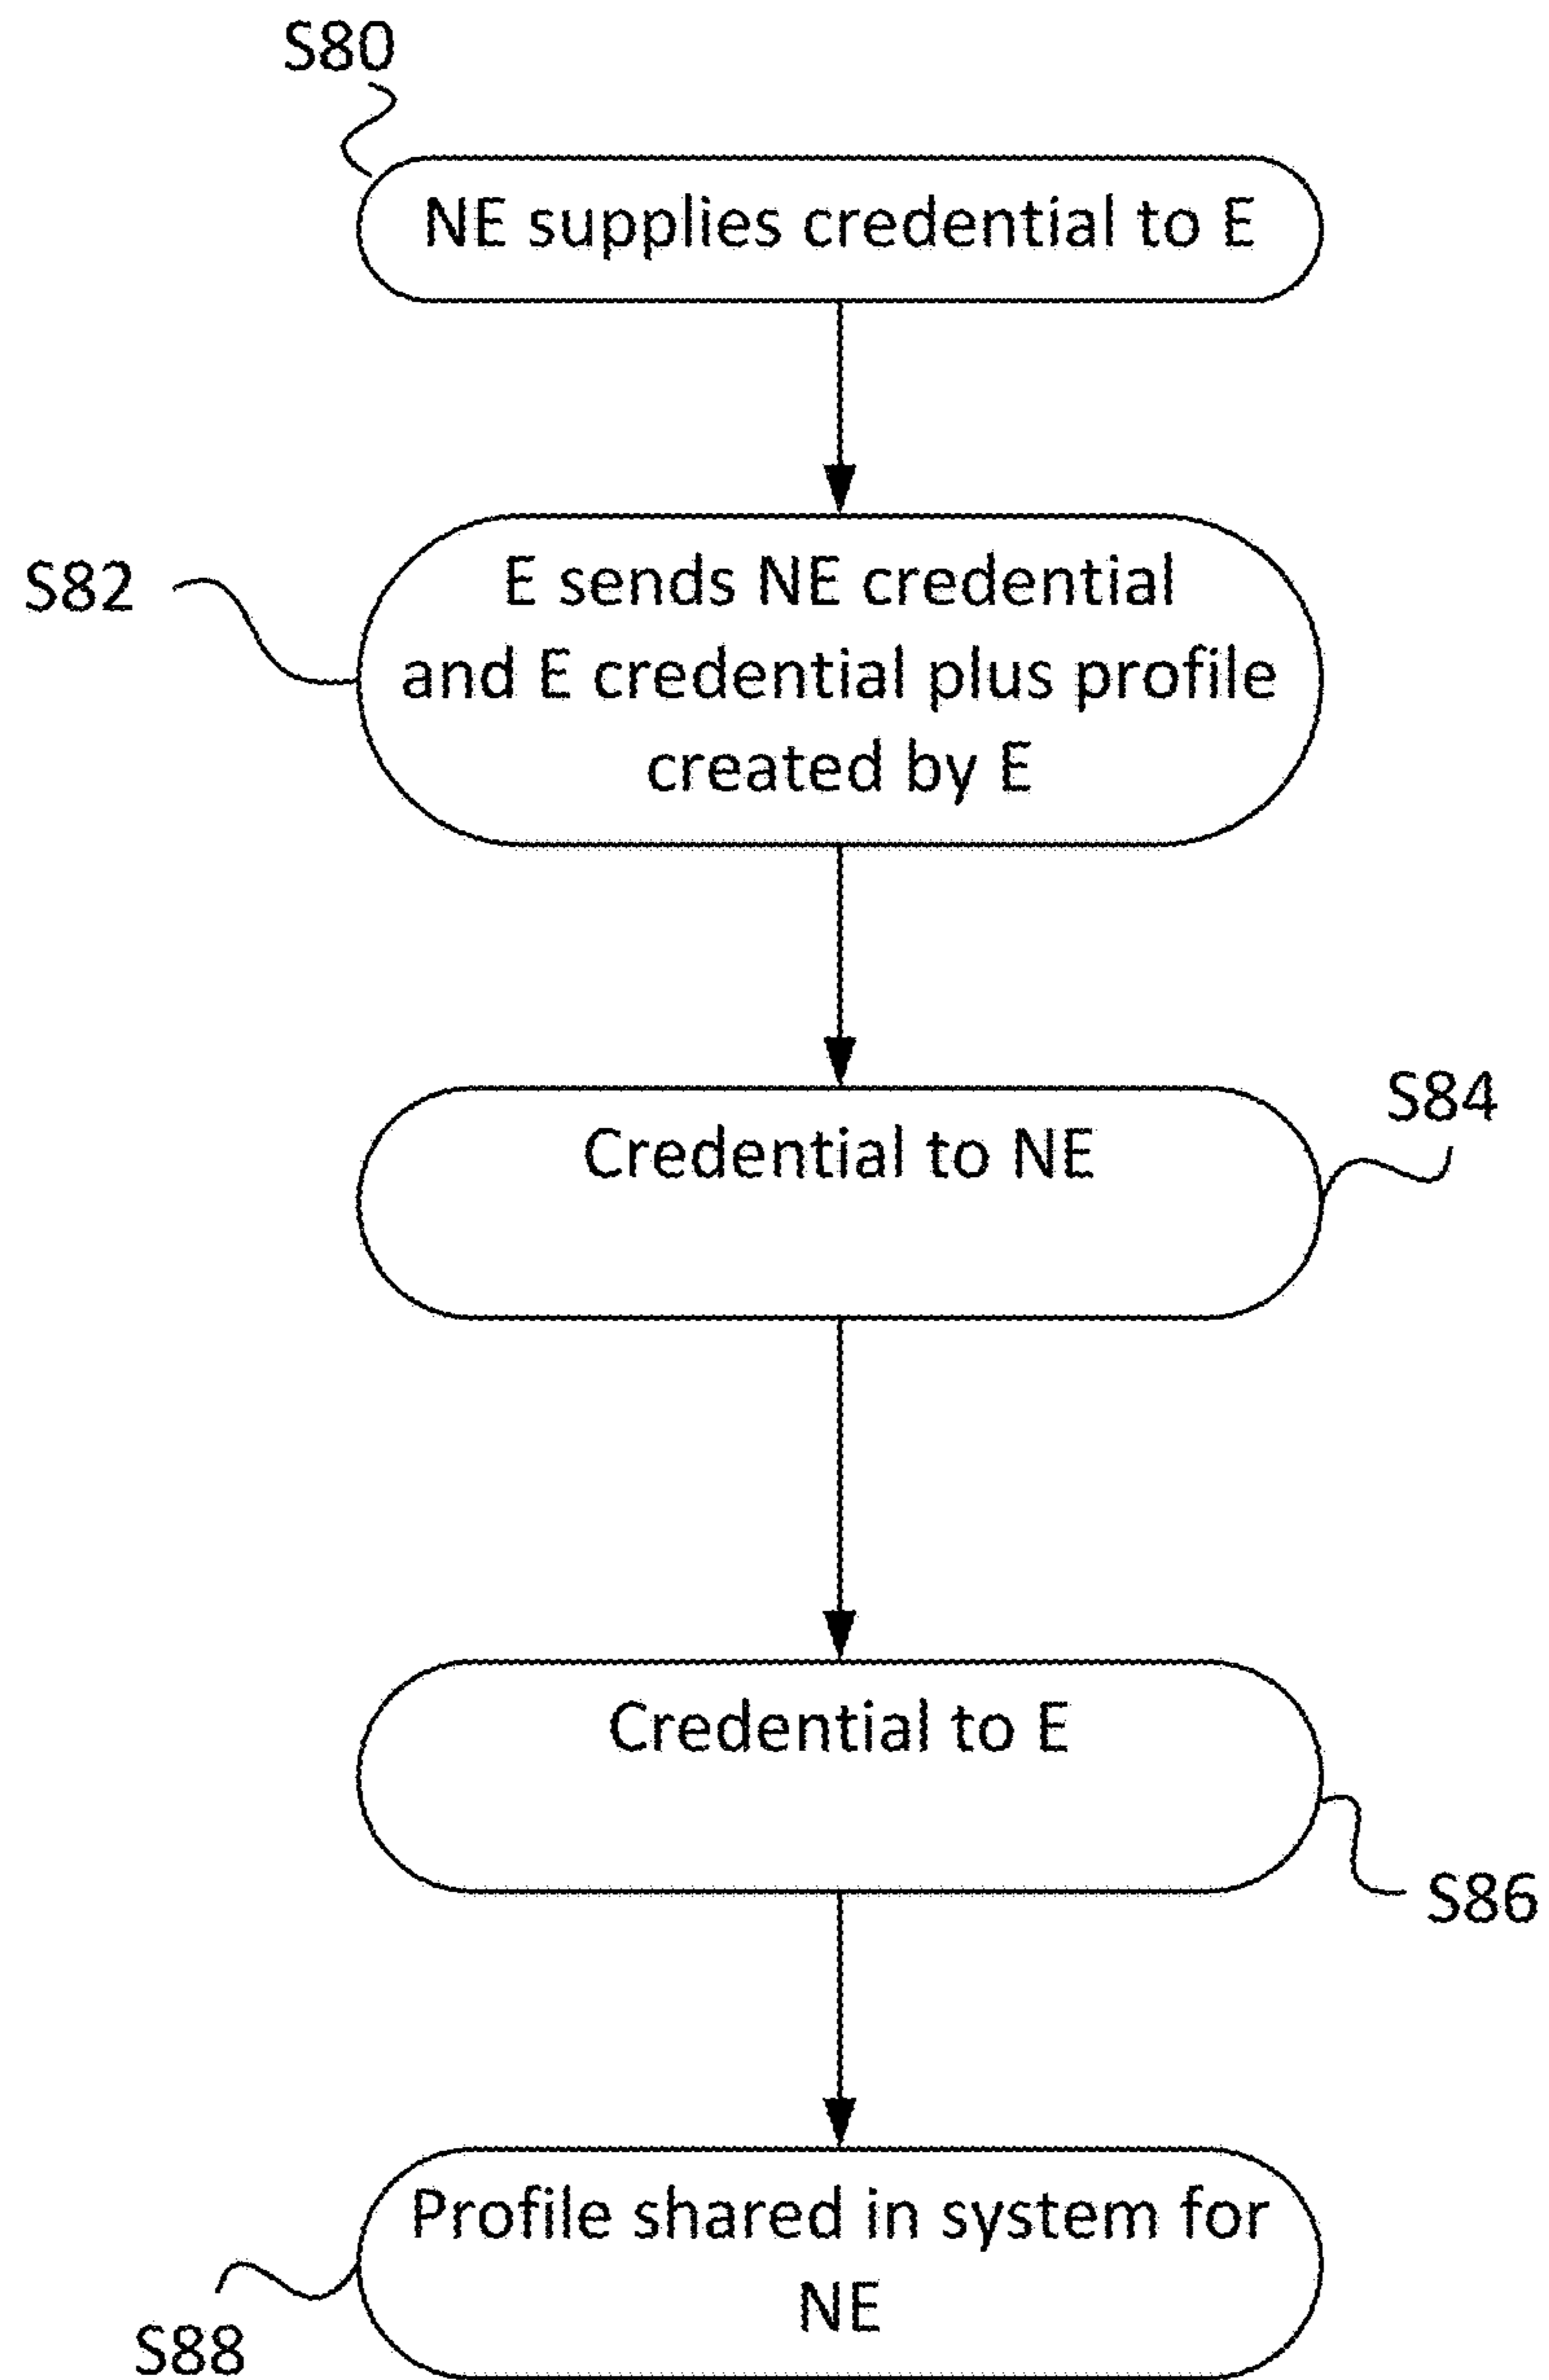 S80
NE supplies credential to E
S82
E sends NE credential
and E credential plus profile
created by E
S84
Credential to NE
Credential to E
S86
Profile shared in system for
NE
S88